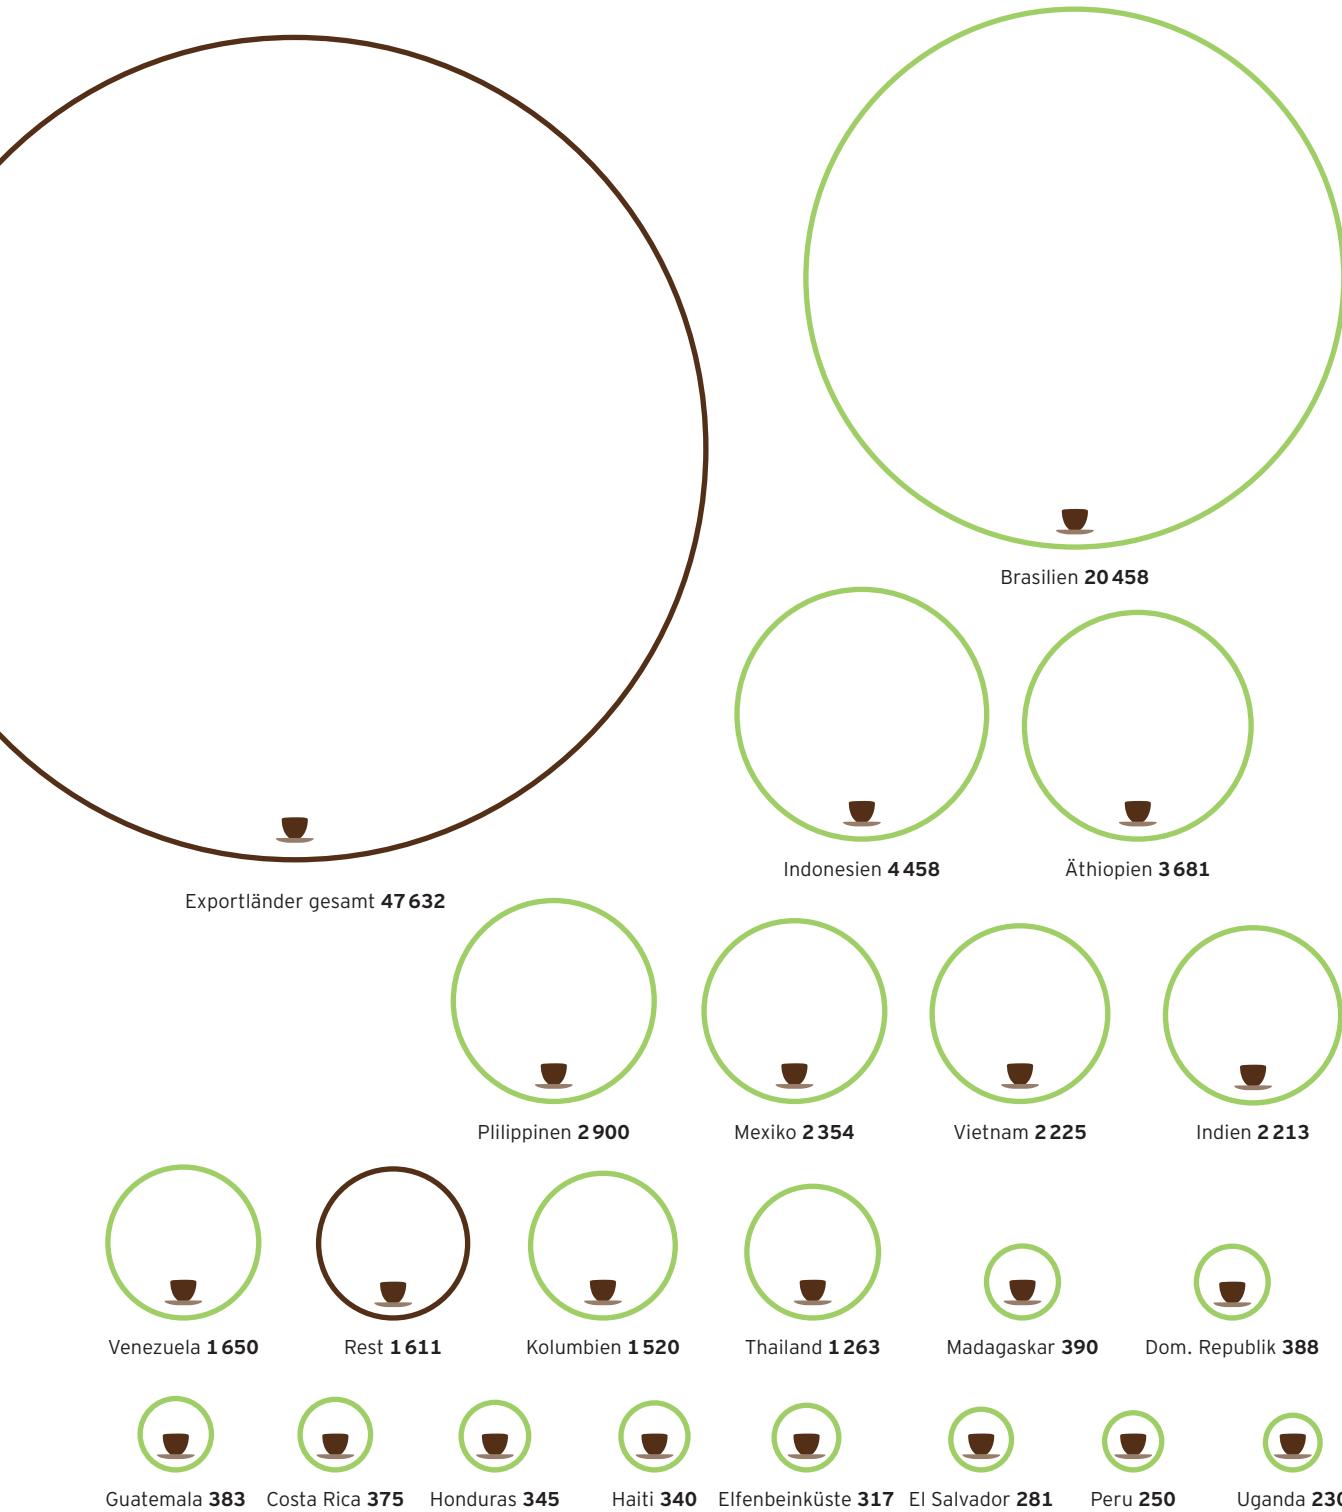 Brasilien 20 458
Indonesien 4 458
Äthiopien 3 681
Exportländer gesamt 47 632
Plilippinen 2 900
Mexiko 2 354
Vietnam 2 225
Indien 2 213
Venezuela 1 650
Rest 1 611
Kolumbien 1 520
Thailand 1 263
Madagaskar 390
Dom. Republik 388
Guatemala 383
Costa Rica 375
Honduras 345
Haiti 340
Elfenbeinküste 317
El Salvador 281
Peru 250
Uganda